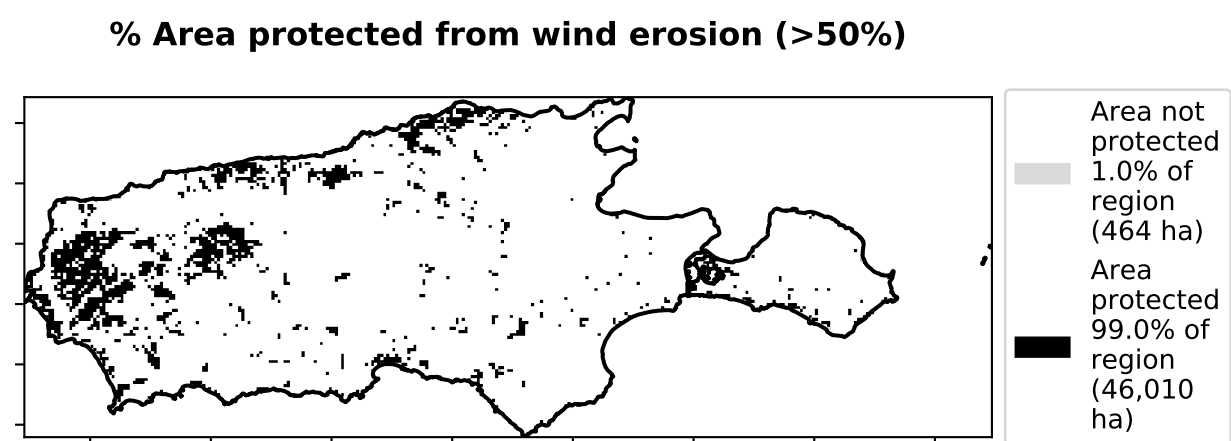 % Area protected from wind erosion (>50%)
Area not
protected
1.0% of
region
(464 ha)
Area
protected
99.0% of
region
(46,010
ha)